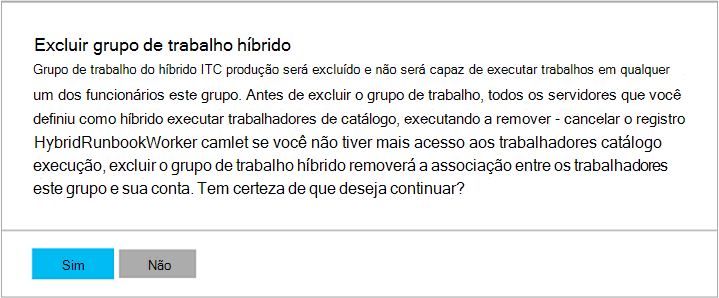 Excluir grupo de trabalho híbrido
Grupo de trabalho do híbrido ITC produção será excluído e não será capaz de executar trabalhos em qualquer
um dos funcionários este grupo. Antes de excluir o grupo de trabalho, todos os servidores que você
definiu como híbrido executar trabalhadores de catálogo, executando a remover - cancelar o registro
HybridRunbookWorker camlet se você não tiver mais acesso aos trabalhadores catálogo
execução, excluir o grupo de trabalho híbrido removerá a associação entre os trabalhadores
este grupo e sua conta. Tem certeza de que deseja continuar?
Sim Não